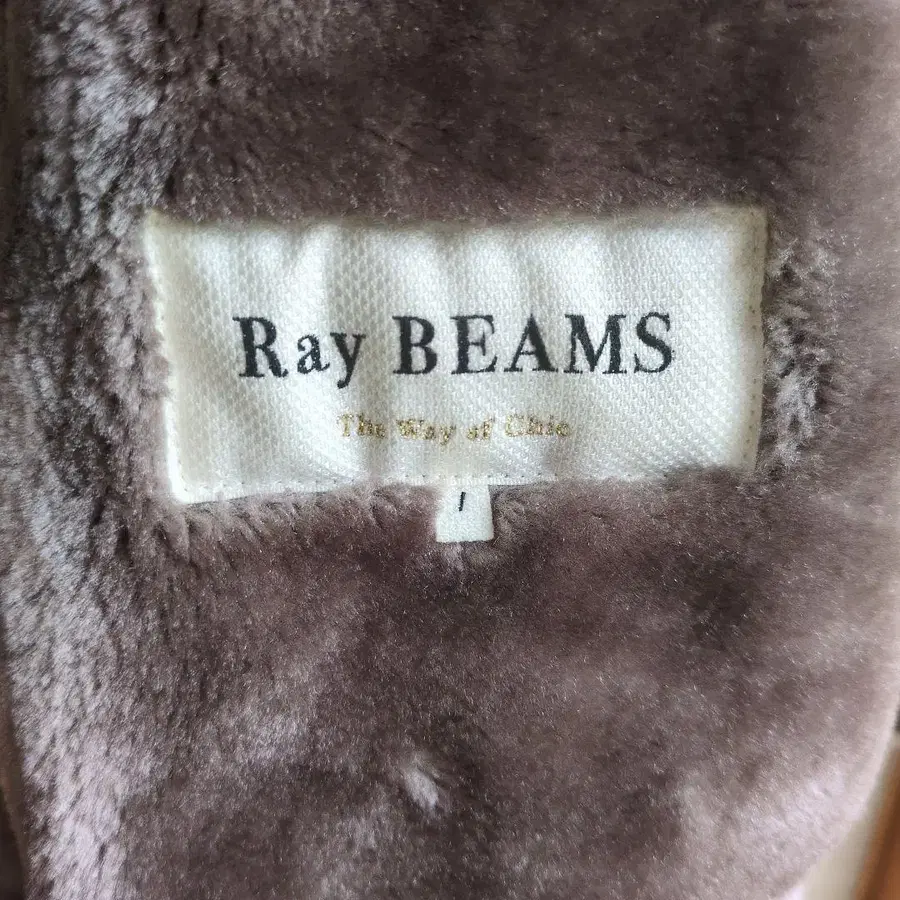 Ray BEAMS
The Way of Chic
1